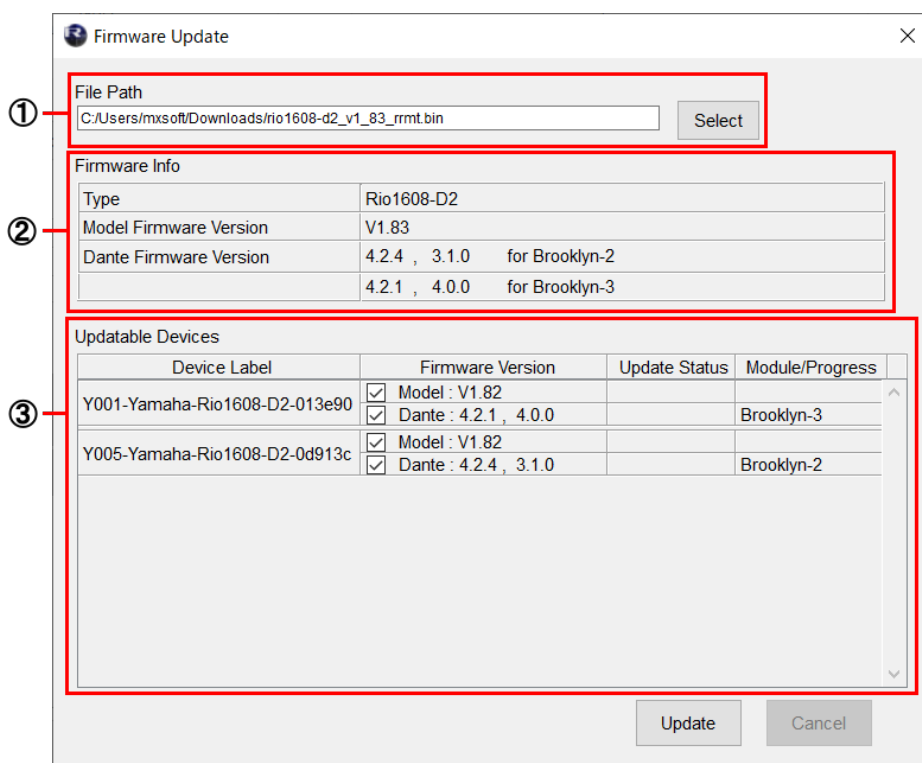 Firmware Update
①
File Path
C:/Users/mxsoft/Downloads/rio1608-d2_v1_83_rrmt.bin
Select
②
Firmware Info
Type Rio1608-D2
Model Firmware Version V1.83
Dante Firmware Version 4.2.4 , 3.1.0 for Brooklyn-2
4.2.1 , 4.0.0 for Brooklyn-3
③
Updatable Devices
Device Label Firmware Version Update Status Module/Progress
Y001-Yamaha-Rio1608-D2-013e90 Model : V1.82
Dante : 4.2.1 , 4.0.0 Brooklyn-3
Y005-Yamaha-Rio1608-D2-0d913c Model : V1.82
Dante : 4.2.4 , 3.1.0 Brooklyn-2
Update Cancel